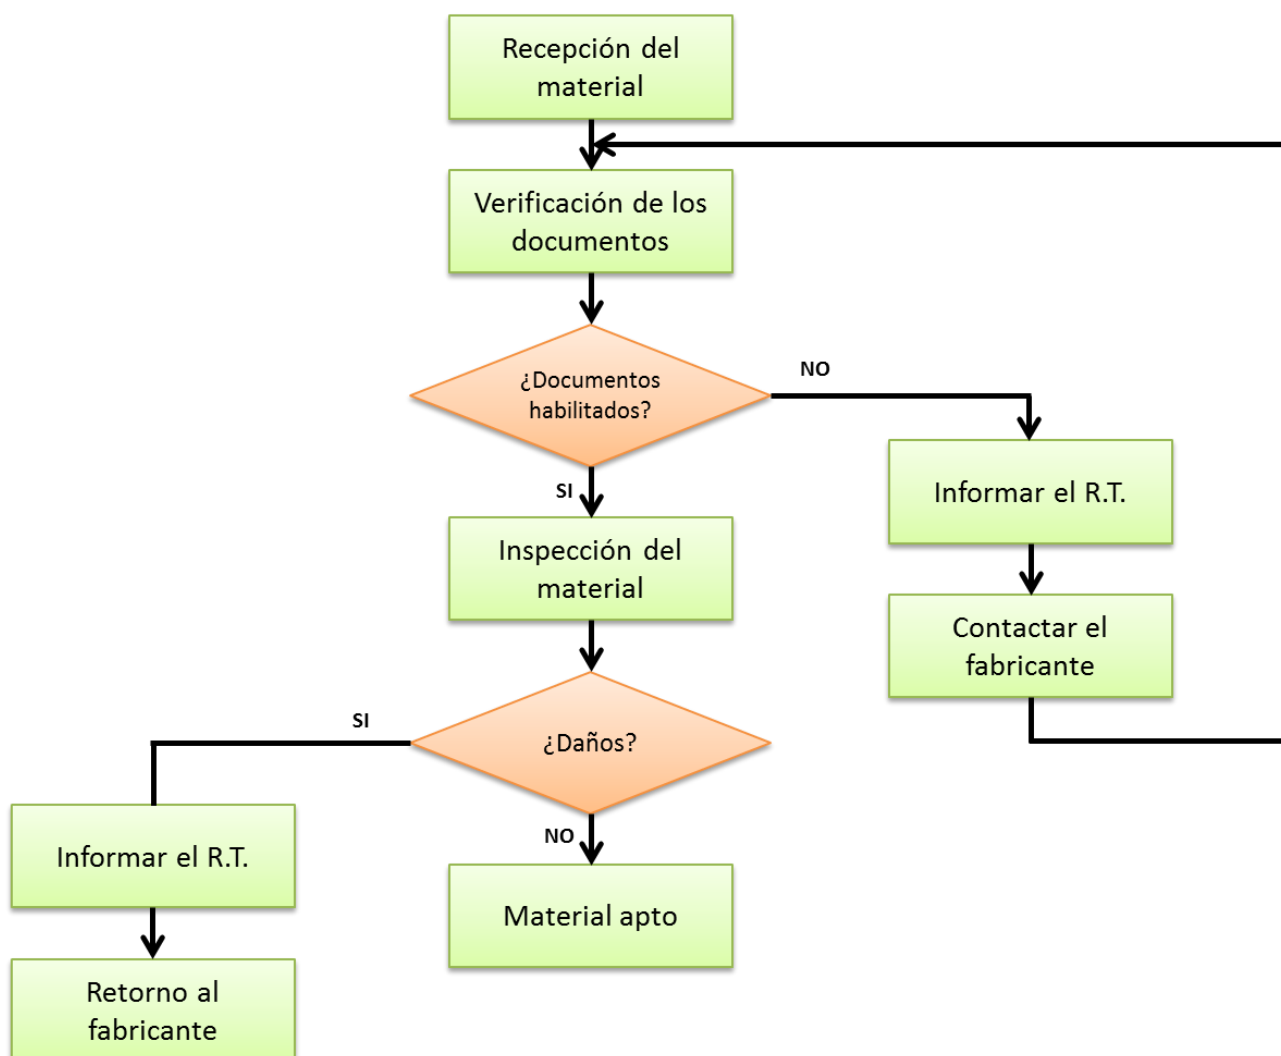 Recepción del
material
Verificación de los
documentos
¿Documentos
habilitados?
NO
SI
Informar el R.T.
Inspección del
material
Contactar el
fabricante
SI
¿Daños?
NO
Informar el R.T.
Material apto
Retorno al
fabricante